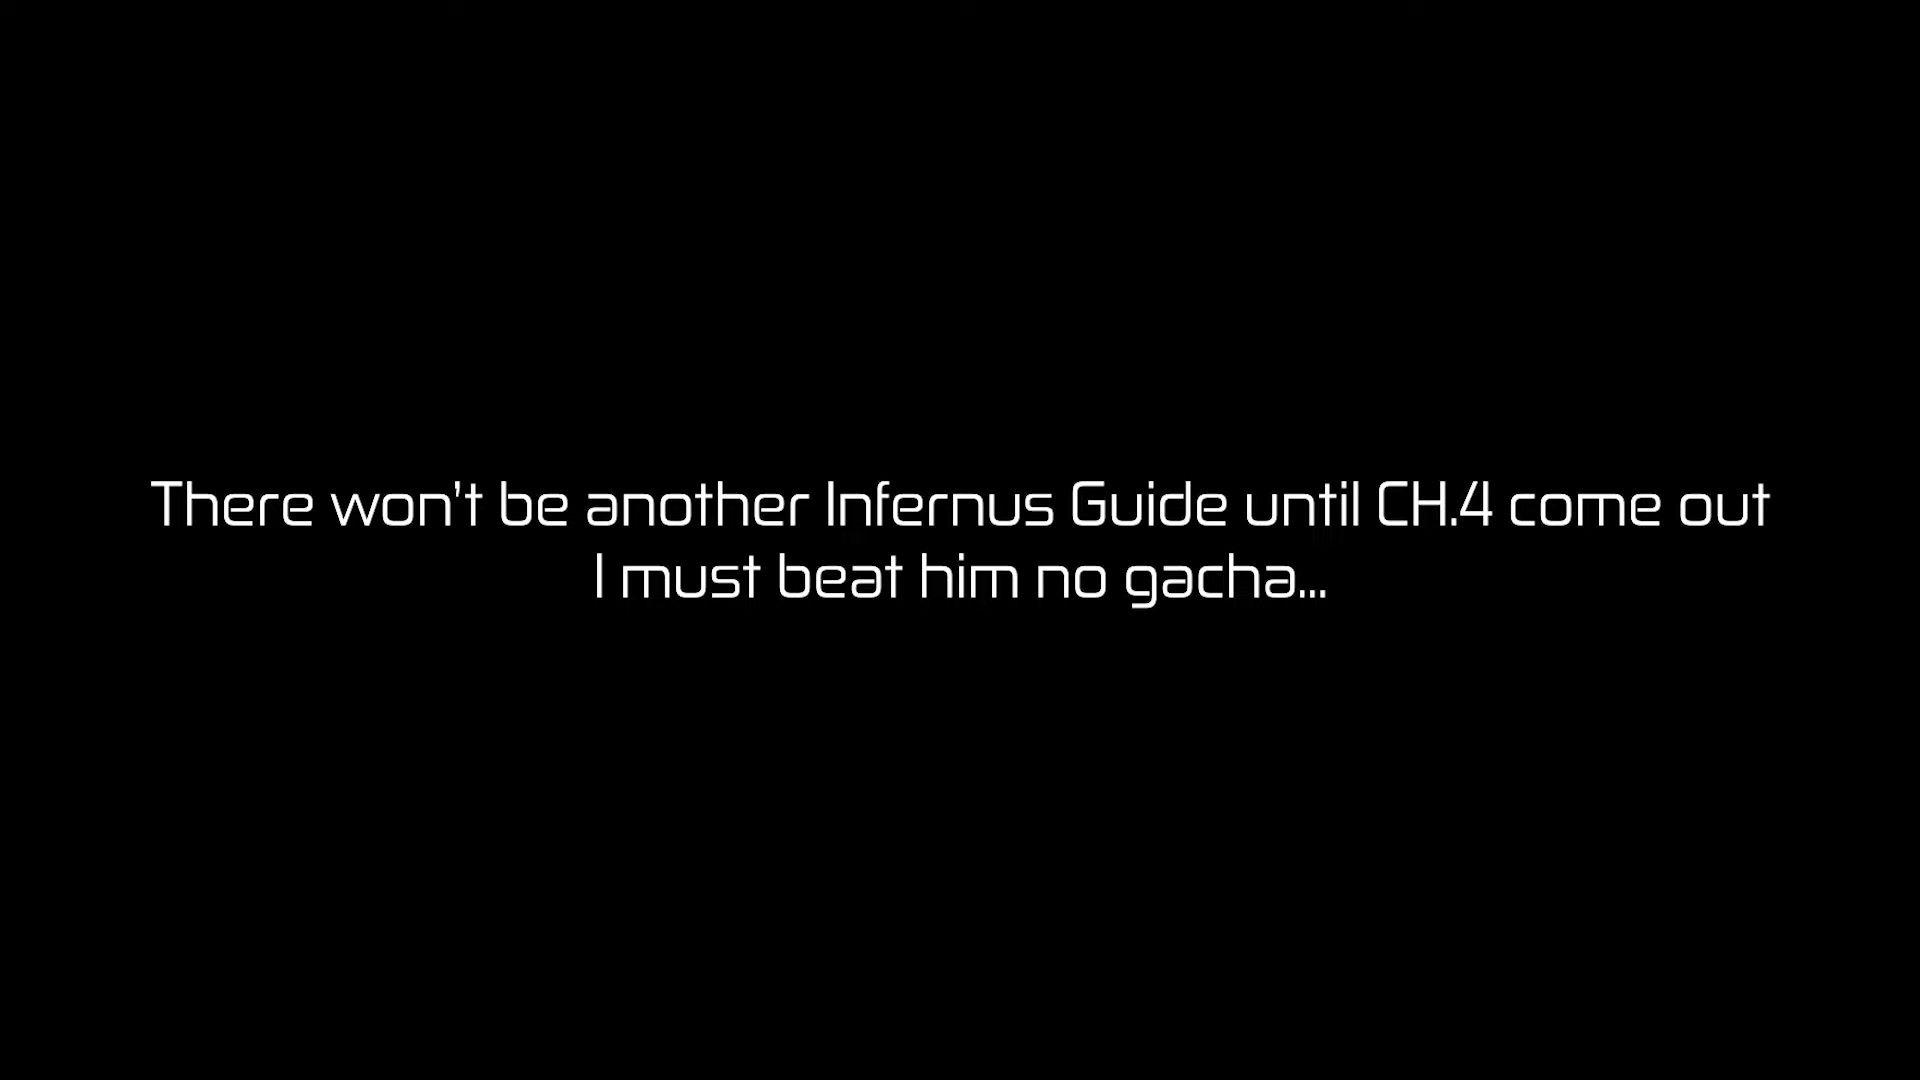 There won't be another Infernus Guide until CH.4 come out
I must beat him no gacha...